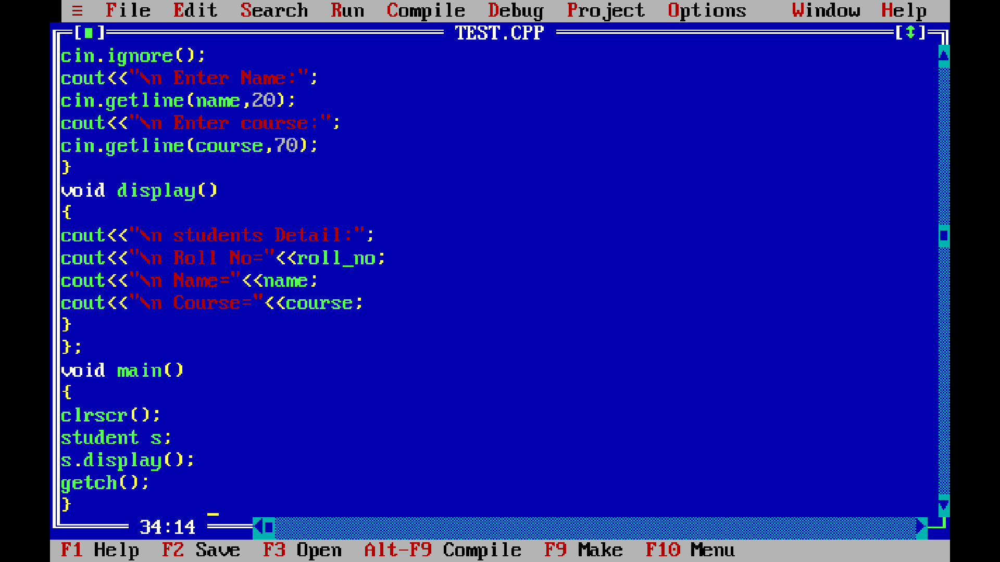 ≡ File Edit Search Run Compile Debug Project Options Window Help
[■] TEST.CPP [↕]
cin.ignore();
cout<<"\n Enter Name:";
cin.getline(name,20);
cout<<"\n Enter course:";
cin.getline(course,70);
}
void display()
{
cout<<"\n students Detail:";
cout<<"\n Roll No="<<roll_no;
cout<<"\n Name="<<name;
cout<<"\n Course="<<course;
}
};
void main()
{
clrscr();
student s;
s.display();
getch();
}
34:14
F1 Help F2 Save F3 Open Alt-F9 Compile F9 Make F10 Menu